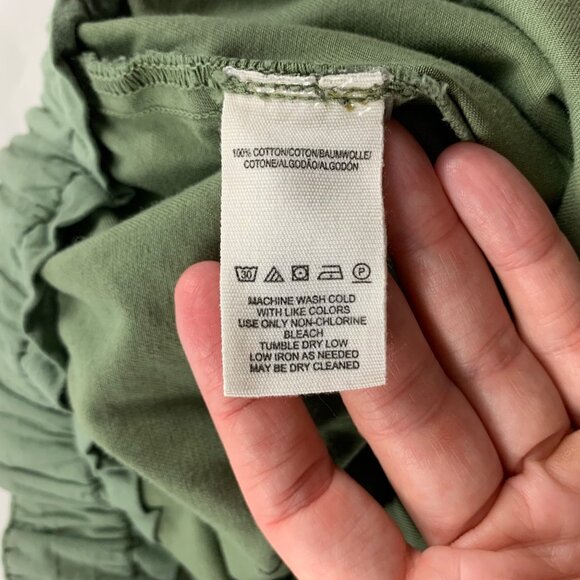 100% COTTON/COTON/BAUMWOLLE/
COTONE/ALGODÃO/ALGODÓN
30 P
MACHINE WASH COLD
WITH LIKE COLORS
USE ONLY NON-CHLORINE
BLEACH
TUMBLE DRY LOW
LOW IRON AS NEEDED
MAY BE DRY CLEANED